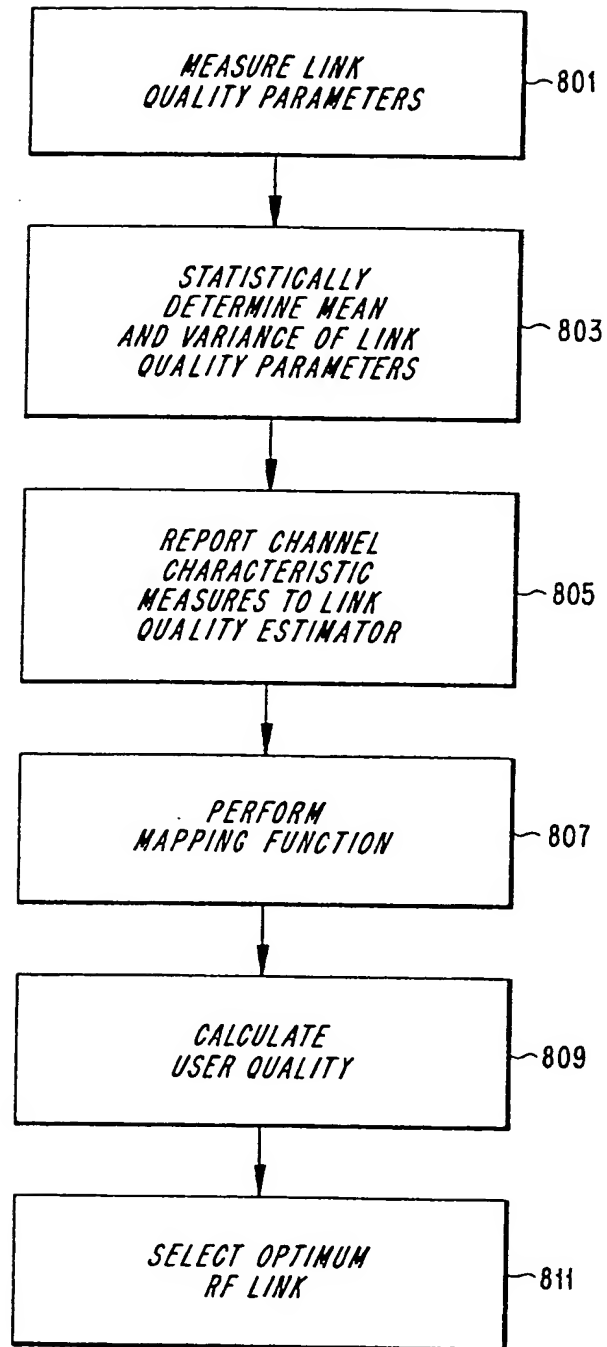 MEASURE LINK
QUALITY PARAMETERS
801
STATISTICALLY
DETERMINE MEAN
AND VARIANCE OF LINK
QUALITY PARAMETERS
803
REPORT CHANNEL
CHARACTERISTIC
MEASURES TO LINK
QUALITY ESTIMATOR
805
PERFORM
MAPPING FUNCTION
807
CALCULATE
USER QUALITY
809
SELECT OPTIMUM
RF LINK
811